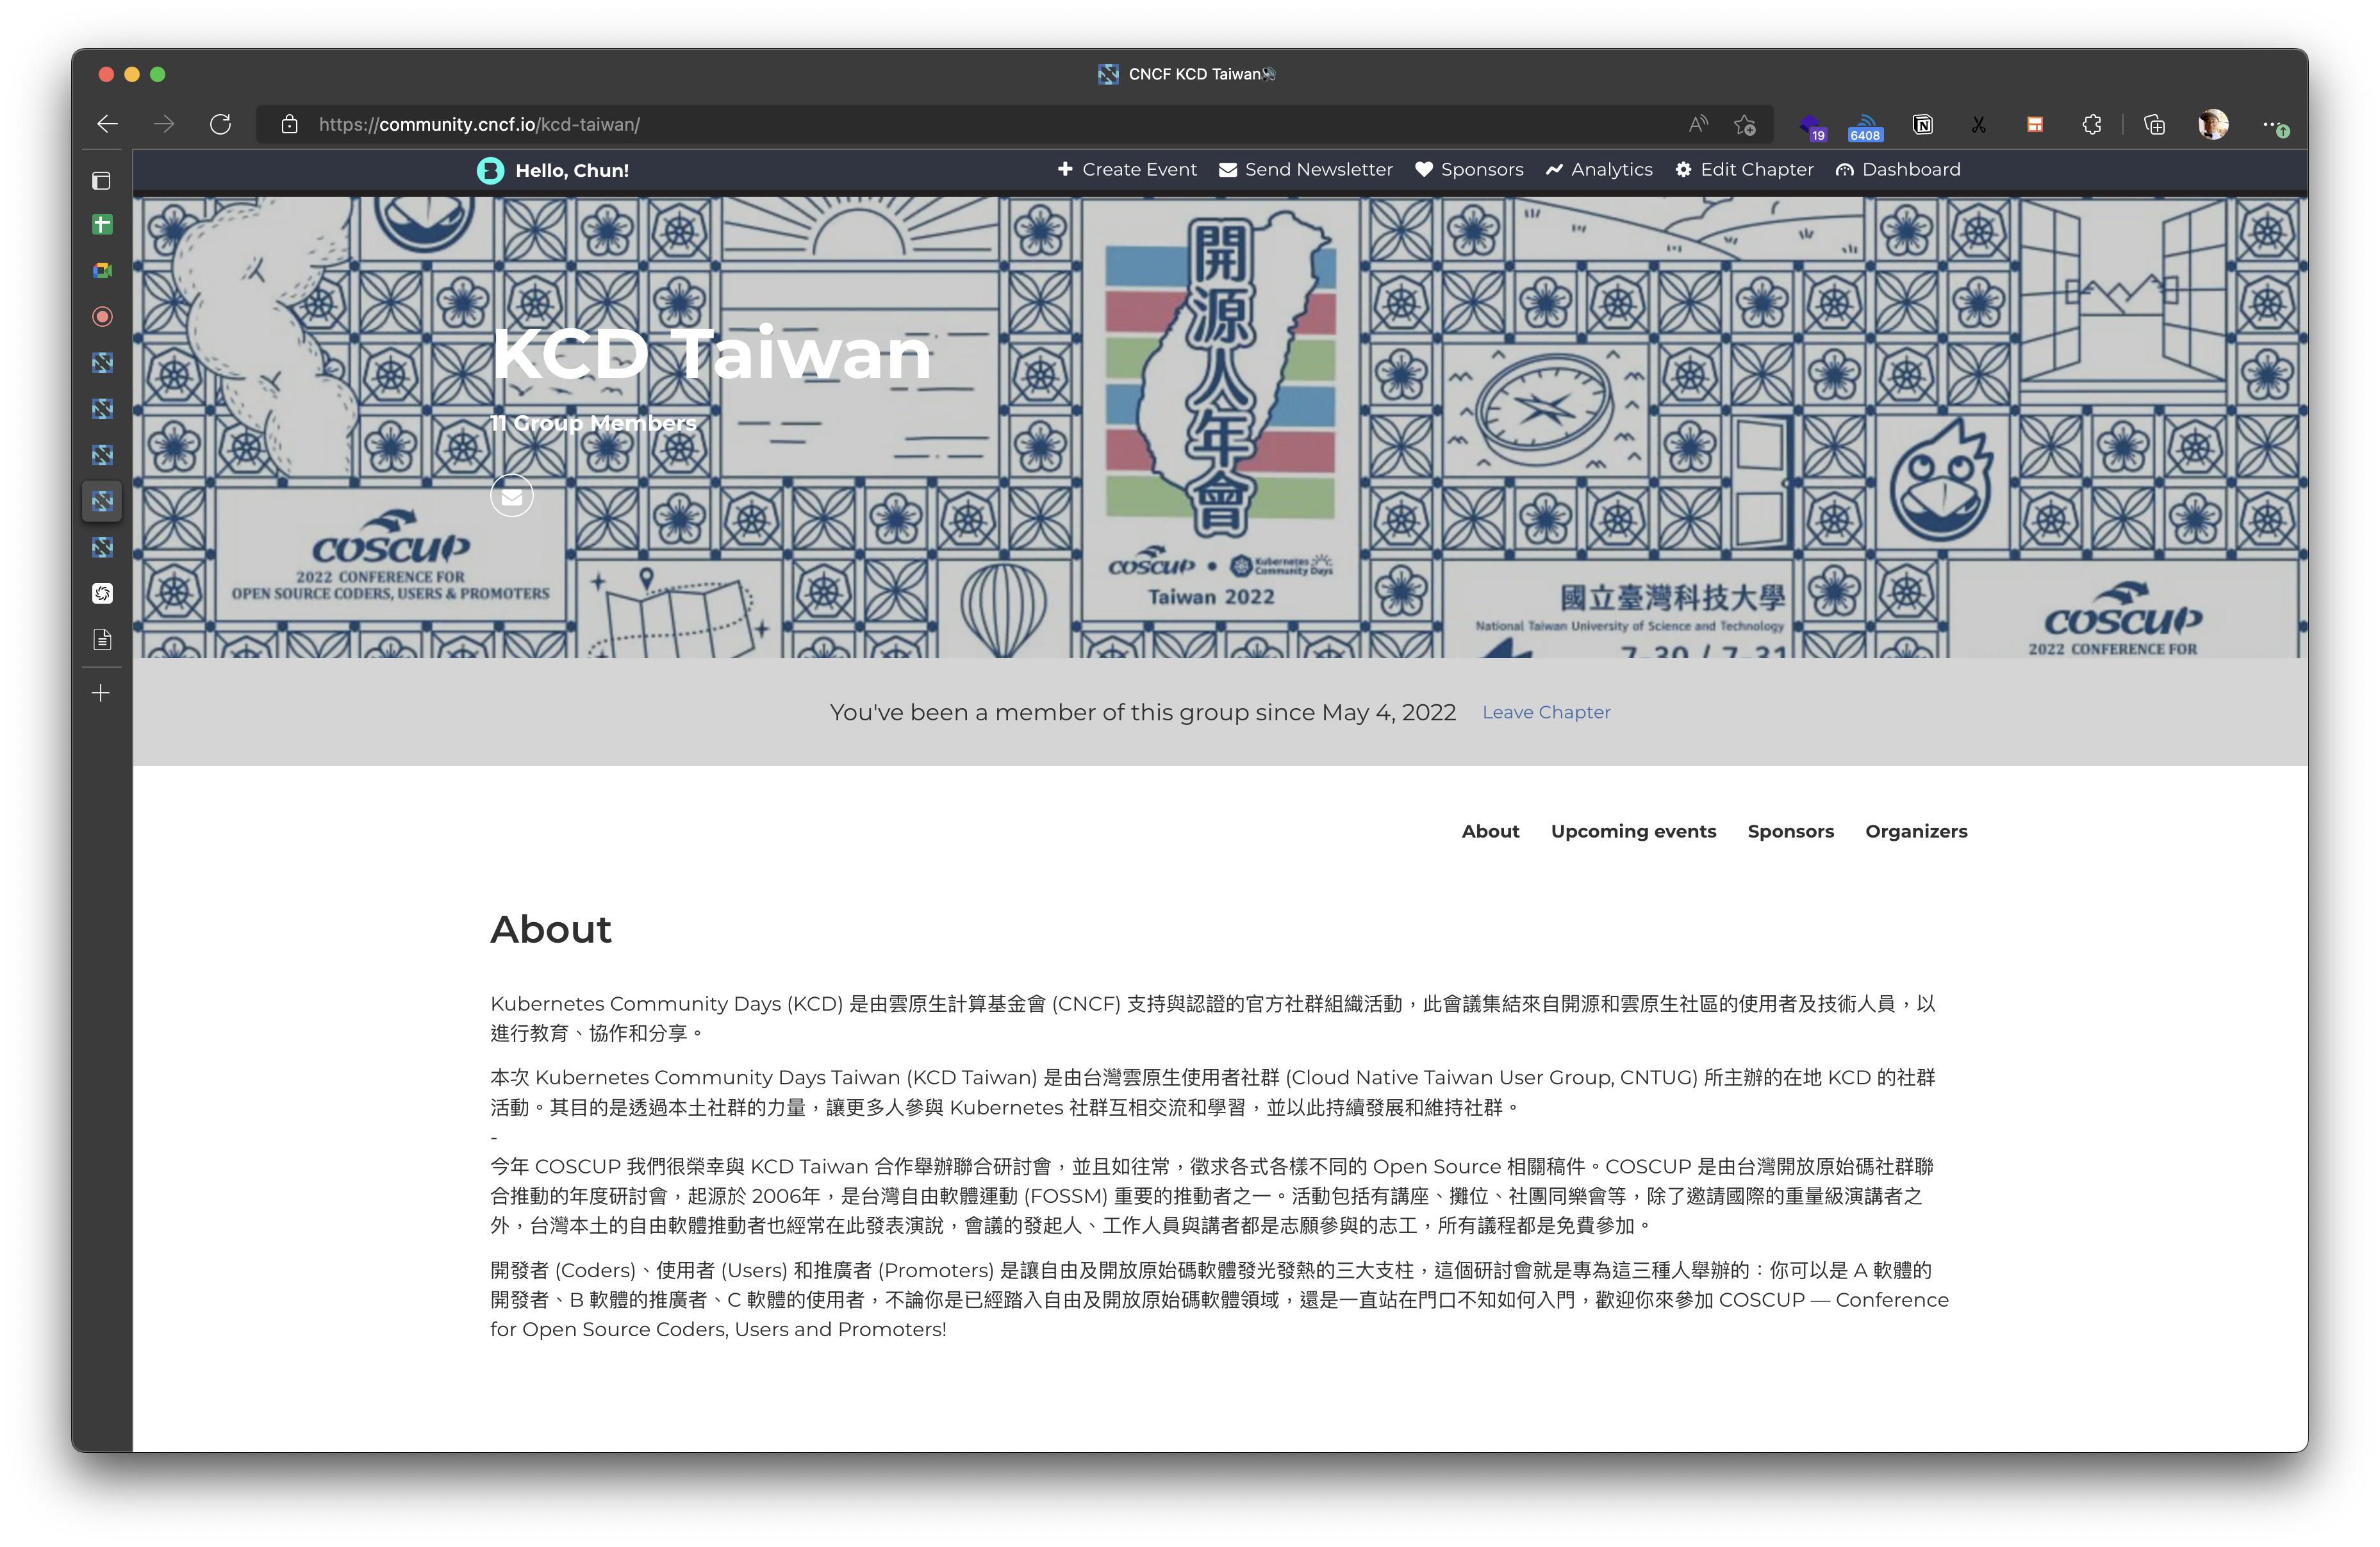 CNCF KCD Taiwan
https://community.cncf.io/kcd-taiwan/
19
6408
Hello, Chun!
Create Event
Send Newsletter
Sponsors
Analytics
Edit Chapter
Dashboard
KCD Taiwan
11 Group Members
開源人年會
coscup • Kubernetes Community Days
Taiwan 2022
coscup
2022 CONFERENCE FOR
OPEN SOURCE CODERS, USERS & PROMOTERS
國立臺灣科技大學
National Taiwan University of Science and Technology
7-30 / 7-31
coscup
2022 CONFERENCE FOR
You've been a member of this group since May 4, 2022 Leave Chapter
About Upcoming events Sponsors Organizers
About
Kubernetes Community Days (KCD) 是由雲原生計算基金會 (CNCF) 支持與認證的官方社群組織活動，此會議集結來自開源和雲原生社區的使用者及技術人員，以
進行教育、協作和分享。
本次 Kubernetes Community Days Taiwan (KCD Taiwan) 是由台灣雲原生使用者社群 (Cloud Native Taiwan User Group, CNTUG) 所主辦的在地 KCD 的社群
活動。其目的是透過本土社群的力量，讓更多人參與 Kubernetes 社群互相交流和學習，並以此持續發展和維持社群。
-
今年 COSCUP 我們很榮幸與 KCD Taiwan 合作舉辦聯合研討會，並且如往常，徵求各式各樣不同的 Open Source 相關稿件。COSCUP 是由台灣開放原始碼社群聯
合推動的年度研討會，起源於 2006年，是台灣自由軟體運動 (FOSSM) 重要的推動者之一。活動包括有講座、攤位、社團同樂會等，除了邀請國際的重量級演講者之
外，台灣本土的自由軟體推動者也經常在此發表演說，會議的發起人、工作人員與講者都是志願參與的志工，所有議程都是免費參加。
開發者 (Coders)、使用者 (Users) 和推廣者 (Promoters) 是讓自由及開放原始碼軟體發光發熱的三大支柱，這個研討會就是專為這三種人舉辦的：你可以是 A 軟體的
開發者、B 軟體的推廣者、C 軟體的使用者，不論你是已經踏入自由及開放原始碼軟體領域，還是一直站在門口不知如何入門，歡迎你來參加 COSCUP — Conference
for Open Source Coders, Users and Promoters!